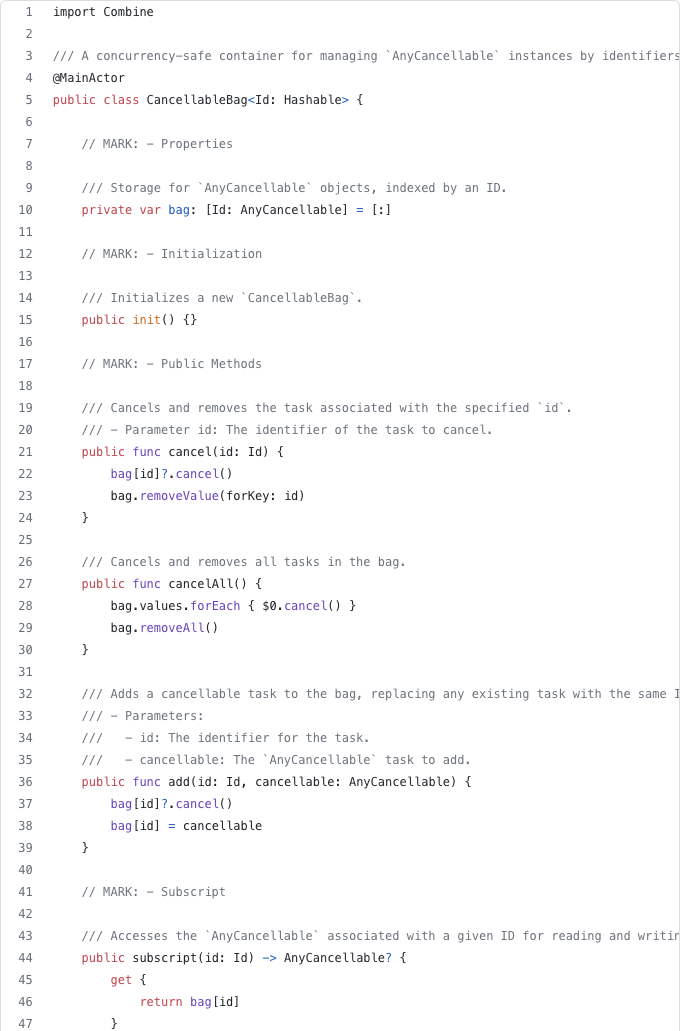 1 import Combine
2
3 /// A concurrency-safe container for managing `AnyCancellable` instances by identifiers
4 @MainActor
5 public class CancellableBag<Id: Hashable> {
6
7 // MARK: - Properties
8
9 /// Storage for `AnyCancellable` objects, indexed by an ID.
10 private var bag: [Id: AnyCancellable] = [:]
11
12 // MARK: - Initialization
13
14 /// Initializes a new `CancellableBag`.
15 public init() {}
16
17 // MARK: - Public Methods
18
19 /// Cancels and removes the task associated with the specified `id`.
20 /// - Parameter id: The identifier of the task to cancel.
21 public func cancel(id: Id) {
22 bag[id]?.cancel()
23 bag.removeValue(forKey: id)
24 }
25
26 /// Cancels and removes all tasks in the bag.
27 public func cancelAll() {
28 bag.values.forEach { $0.cancel() }
29 bag.removeAll()
30 }
31
32 /// Adds a cancellable task to the bag, replacing any existing task with the same
33 /// - Parameters:
34 ///   - id: The identifier for the task.
35 ///   - cancellable: The `AnyCancellable` task to add.
36 public func add(id: Id, cancellable: AnyCancellable) {
37 bag[id]?.cancel()
38 bag[id] = cancellable
39 }
40
41 // MARK: - Subscript
42
43 /// Accesses the `AnyCancellable` associated with a given ID for reading and
44 public subscript(id: Id) -> AnyCancellable? {
45 get {
46 return bag[id]
47 }